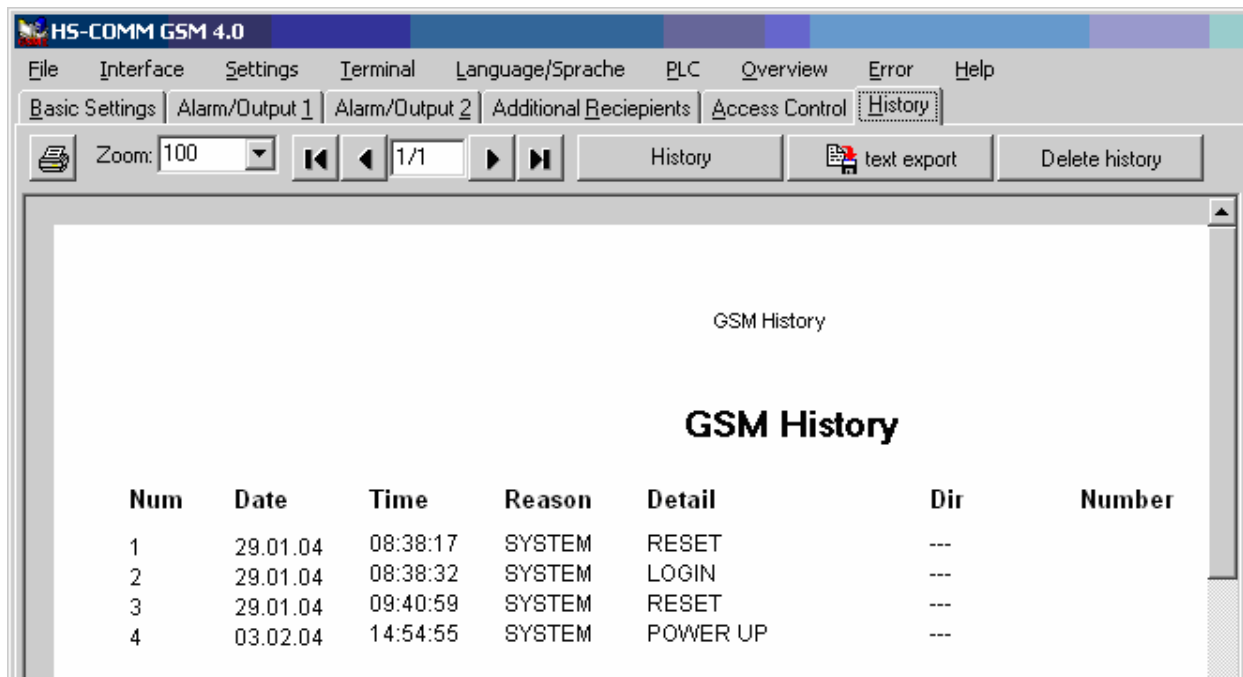 HS-COMM GSM 4.0
File Interface Settings Terminal Language/Sprache PLC Overview Error Help
Basic Settings Alarm/Output 1 Alarm/Output 2 Additional Reciepients Access Control History
Zoom: 100 1/1 History text export Delete history
GSM History
GSM History
Num Date Time Reason Detail Dir Number
1 29.01.04 08:38:17 SYSTEM RESET ---
2 29.01.04 08:38:32 SYSTEM LOGIN ---
3 29.01.04 09:40:59 SYSTEM RESET ---
4 03.02.04 14:54:55 SYSTEM POWER UP ---